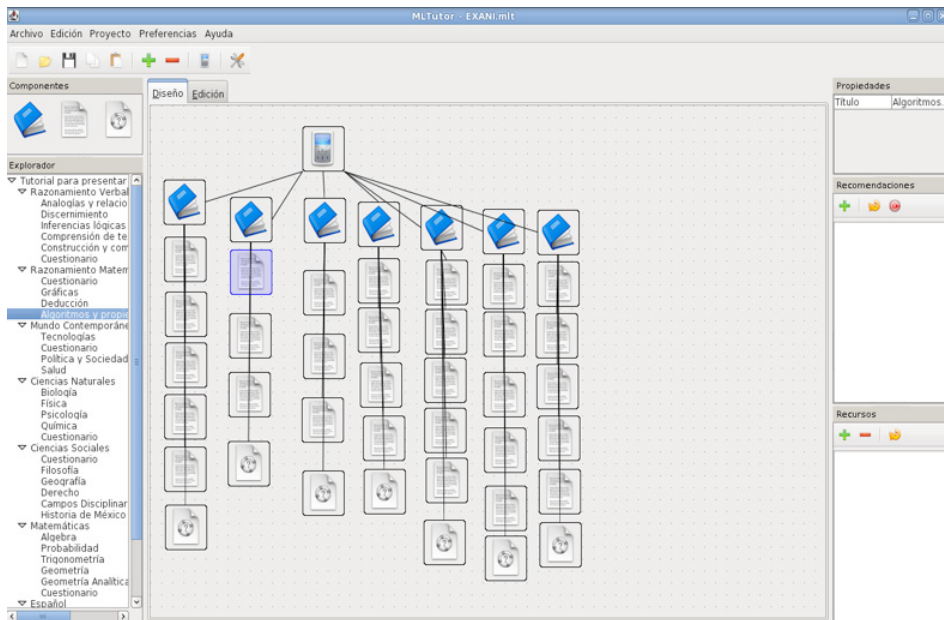 MLTutor - EXANI.mlt
Archivo Edición Proyecto Preferencias Ayuda
Componentes
Explorador
Tutorial para presentar
Razonamiento Verbal
Analogías y relacio
Discernimiento
Inferencias lógicas
Comprensión de te
Construcción y com
Cuestionario
Razonamiento Matem
Cuestionario
Gráficas
Deducción
Algoritmos y propie
Mundo Contemporáne
Tecnologías
Cuestionario
Política y Sociedad
Salud
Ciencias Naturales
Biología
Física
Psicología
Química
Cuestionario
Ciencias Sociales
Cuestionario
Filosofía
Geografía
Derecho
Campos Disciplinar
Historia de México
Matemáticas
Algebra
Probabilidad
Trigonometría
Geometría
Geometría Analítica
Cuestionario
Español
Diseño Edición
Propiedades
Título Algoritmos.
Recomendaciones
Recursos